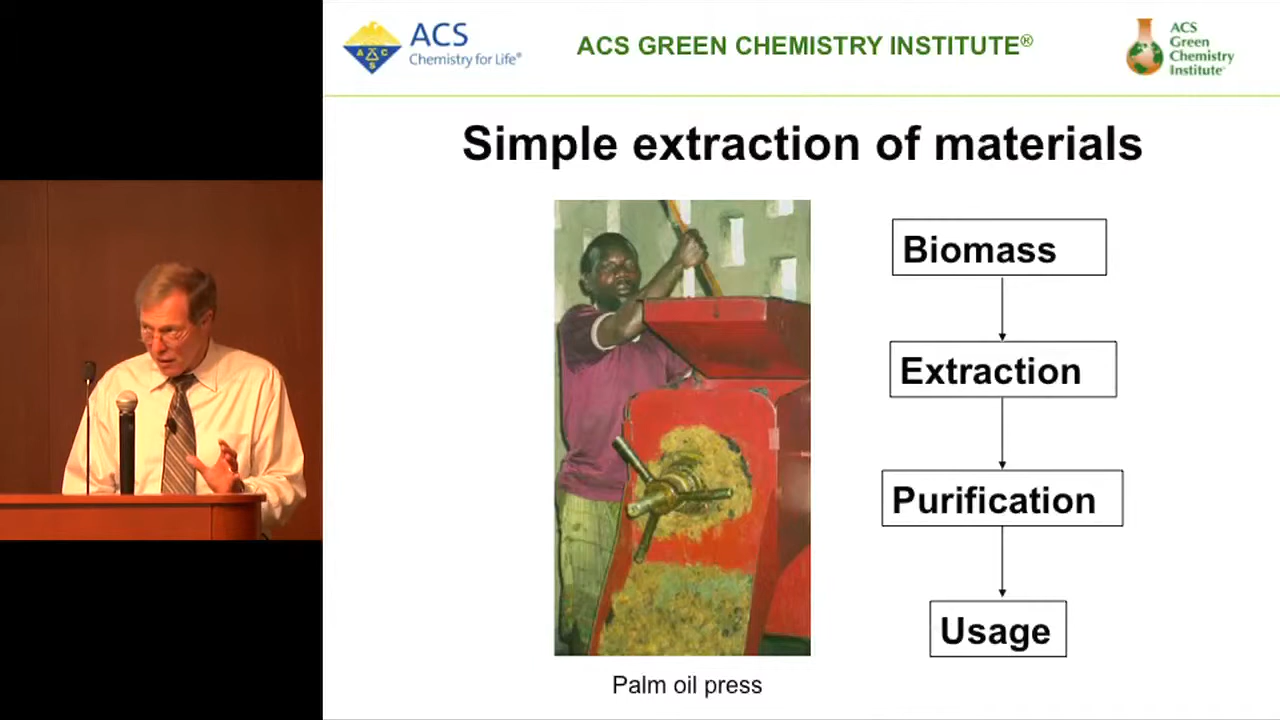 ACS
Chemistry for Life®
ACS GREEN CHEMISTRY INSTITUTE®
ACS
Green
Chemistry
Institute
Simple extraction of materials
Biomass
Extraction
Purification
Usage
Palm oil press